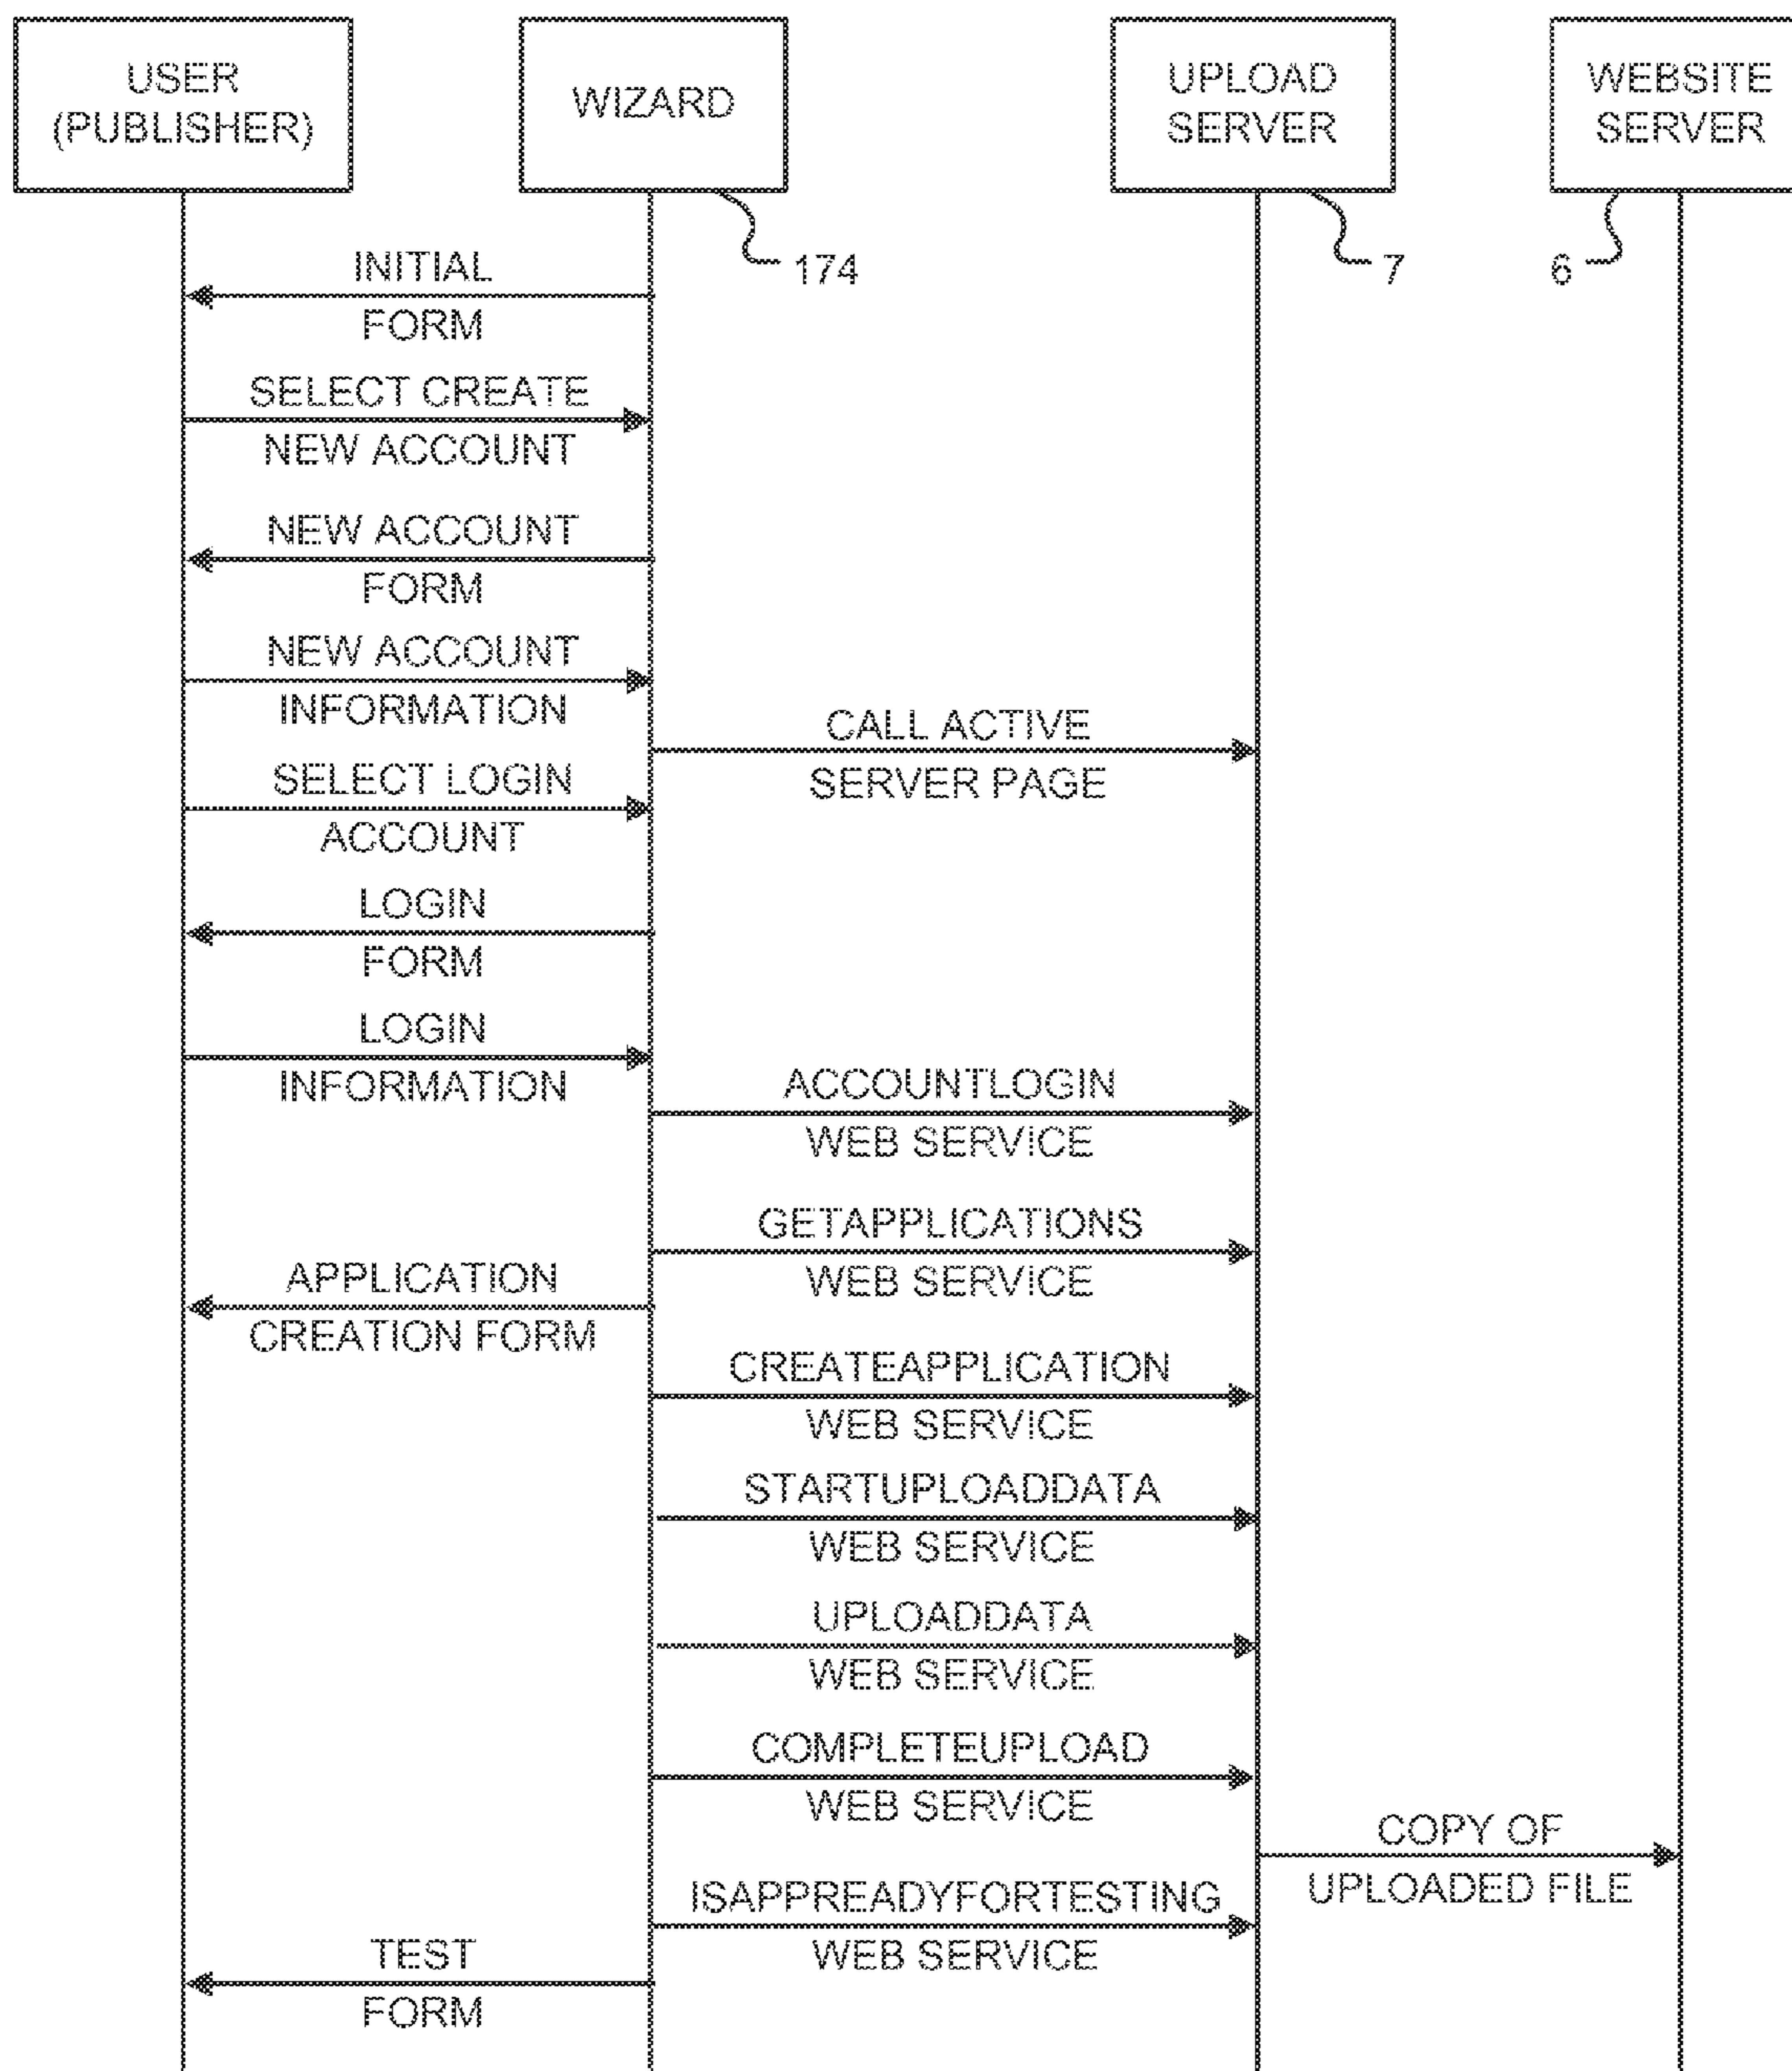 USER
(PUBLISHER)
WIZARD
UPLOAD
SERVER
WEBSITE
SERVER
174
7
6
INITIAL
FORM
SELECT CREATE
NEW ACCOUNT
NEW ACCOUNT
FORM
NEW ACCOUNT
INFORMATION
CALL ACTIVE
SERVER PAGE
SELECT LOGIN
ACCOUNT
LOGIN
FORM
LOGIN
INFORMATION
ACCOUNTLOGIN
WEB SERVICE
GETAPPLICATIONS
WEB SERVICE
APPLICATION
CREATION FORM
CREATEAPPLICATION
WEB SERVICE
STARTUPLOADDATA
WEB SERVICE
UPLOADDATA
WEB SERVICE
COMPLETEUPLOAD
WEB SERVICE
COPY OF
UPLOADED FILE
ISAPPREADYFORTESTING
WEB SERVICE
TEST
FORM